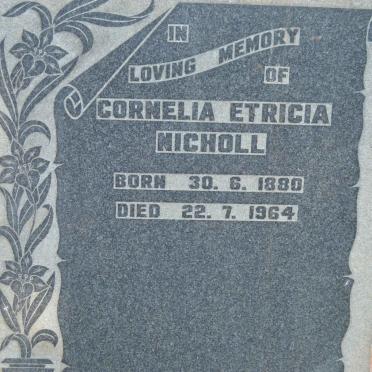 IN
LOVING MEMORY
OF
CORNELIA ETRICIA
NICHOLL
BORN 30. 6. 1880
DIED 22. 7. 1964